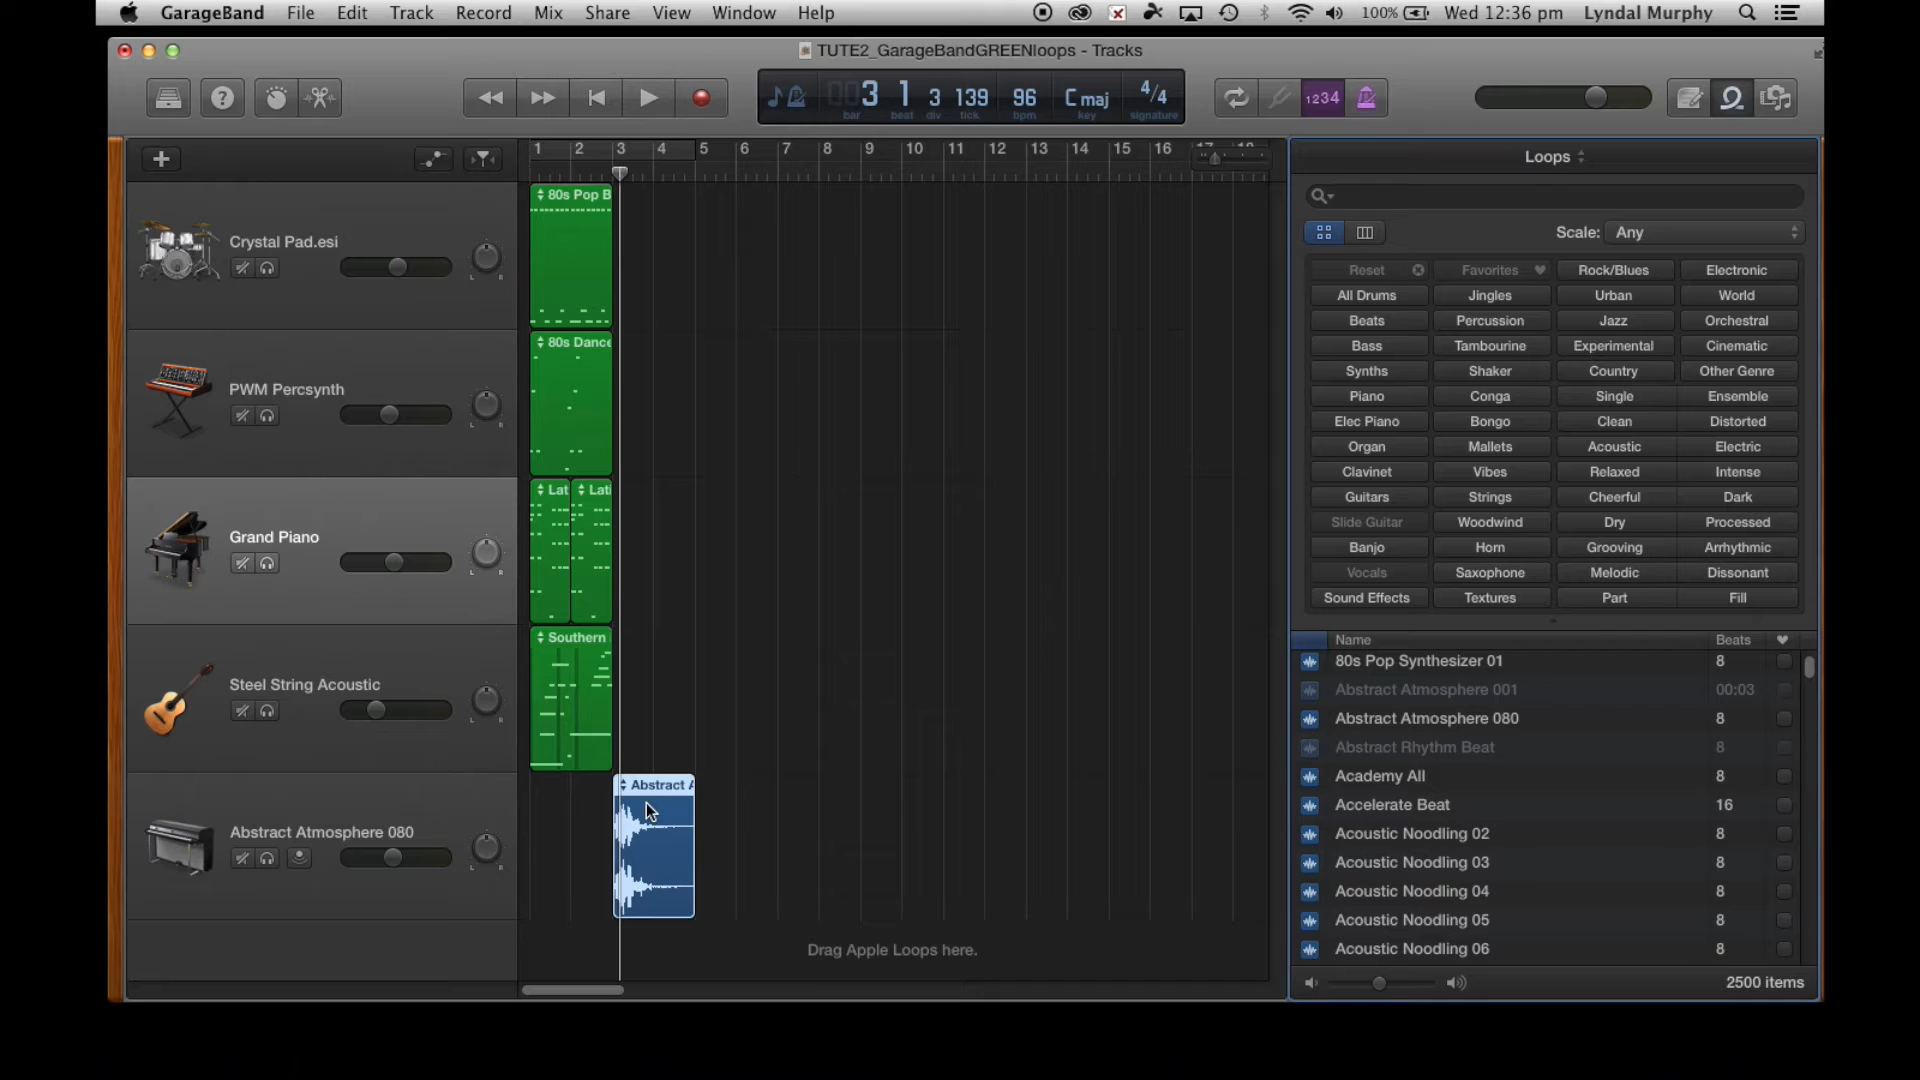 GarageBand File Edit Track Record Mix Share View Window Help 100% Wed 12:36 pm Lyndal Murphy
TUTE2_GarageBandGREENloops - Tracks
003 1 3 139 96 C maj 4/4
bar beat div tick bpm key signature
1234
1 2 3 4 5 6 7 8 9 10 11 12 13 14 15 16
Loops
Scale: Any
Reset Favorites Rock/Blues Electronic
All Drums Jingles Urban World
Beats Percussion Jazz Orchestral
Bass Tambourine Experimental Cinematic
Synths Shaker Country Other Genre
Piano Conga Single Ensemble
Elec Piano Bongo Clean Distorted
Organ Mallets Acoustic Electric
Clavinet Vibes Relaxed Intense
Guitars Strings Cheerful Dark
Slide Guitar Woodwind Dry Processed
Banjo Horn Grooving Arrhythmic
Vocals Saxophone Melodic Dissonant
Sound Effects Textures Part Fill
Name Beats
80s Pop Synthesizer 01 8
Abstract Atmosphere 001 00:03
Abstract Atmosphere 080 8
Abstract Rhythm Beat 8
Academy All 8
Accelerate Beat 16
Acoustic Noodling 02 8
Acoustic Noodling 03 8
Acoustic Noodling 04 8
Acoustic Noodling 05 8
Acoustic Noodling 06 8
2500 items
Crystal Pad.esi
L R
80s Pop B
PWM Percsynth
L R
80s Dance
Grand Piano
L R
Lat Lati
Steel String Acoustic
L R
Southern
Abstract Atmosphere 080
L R
Abstract A
Drag Apple Loops here.